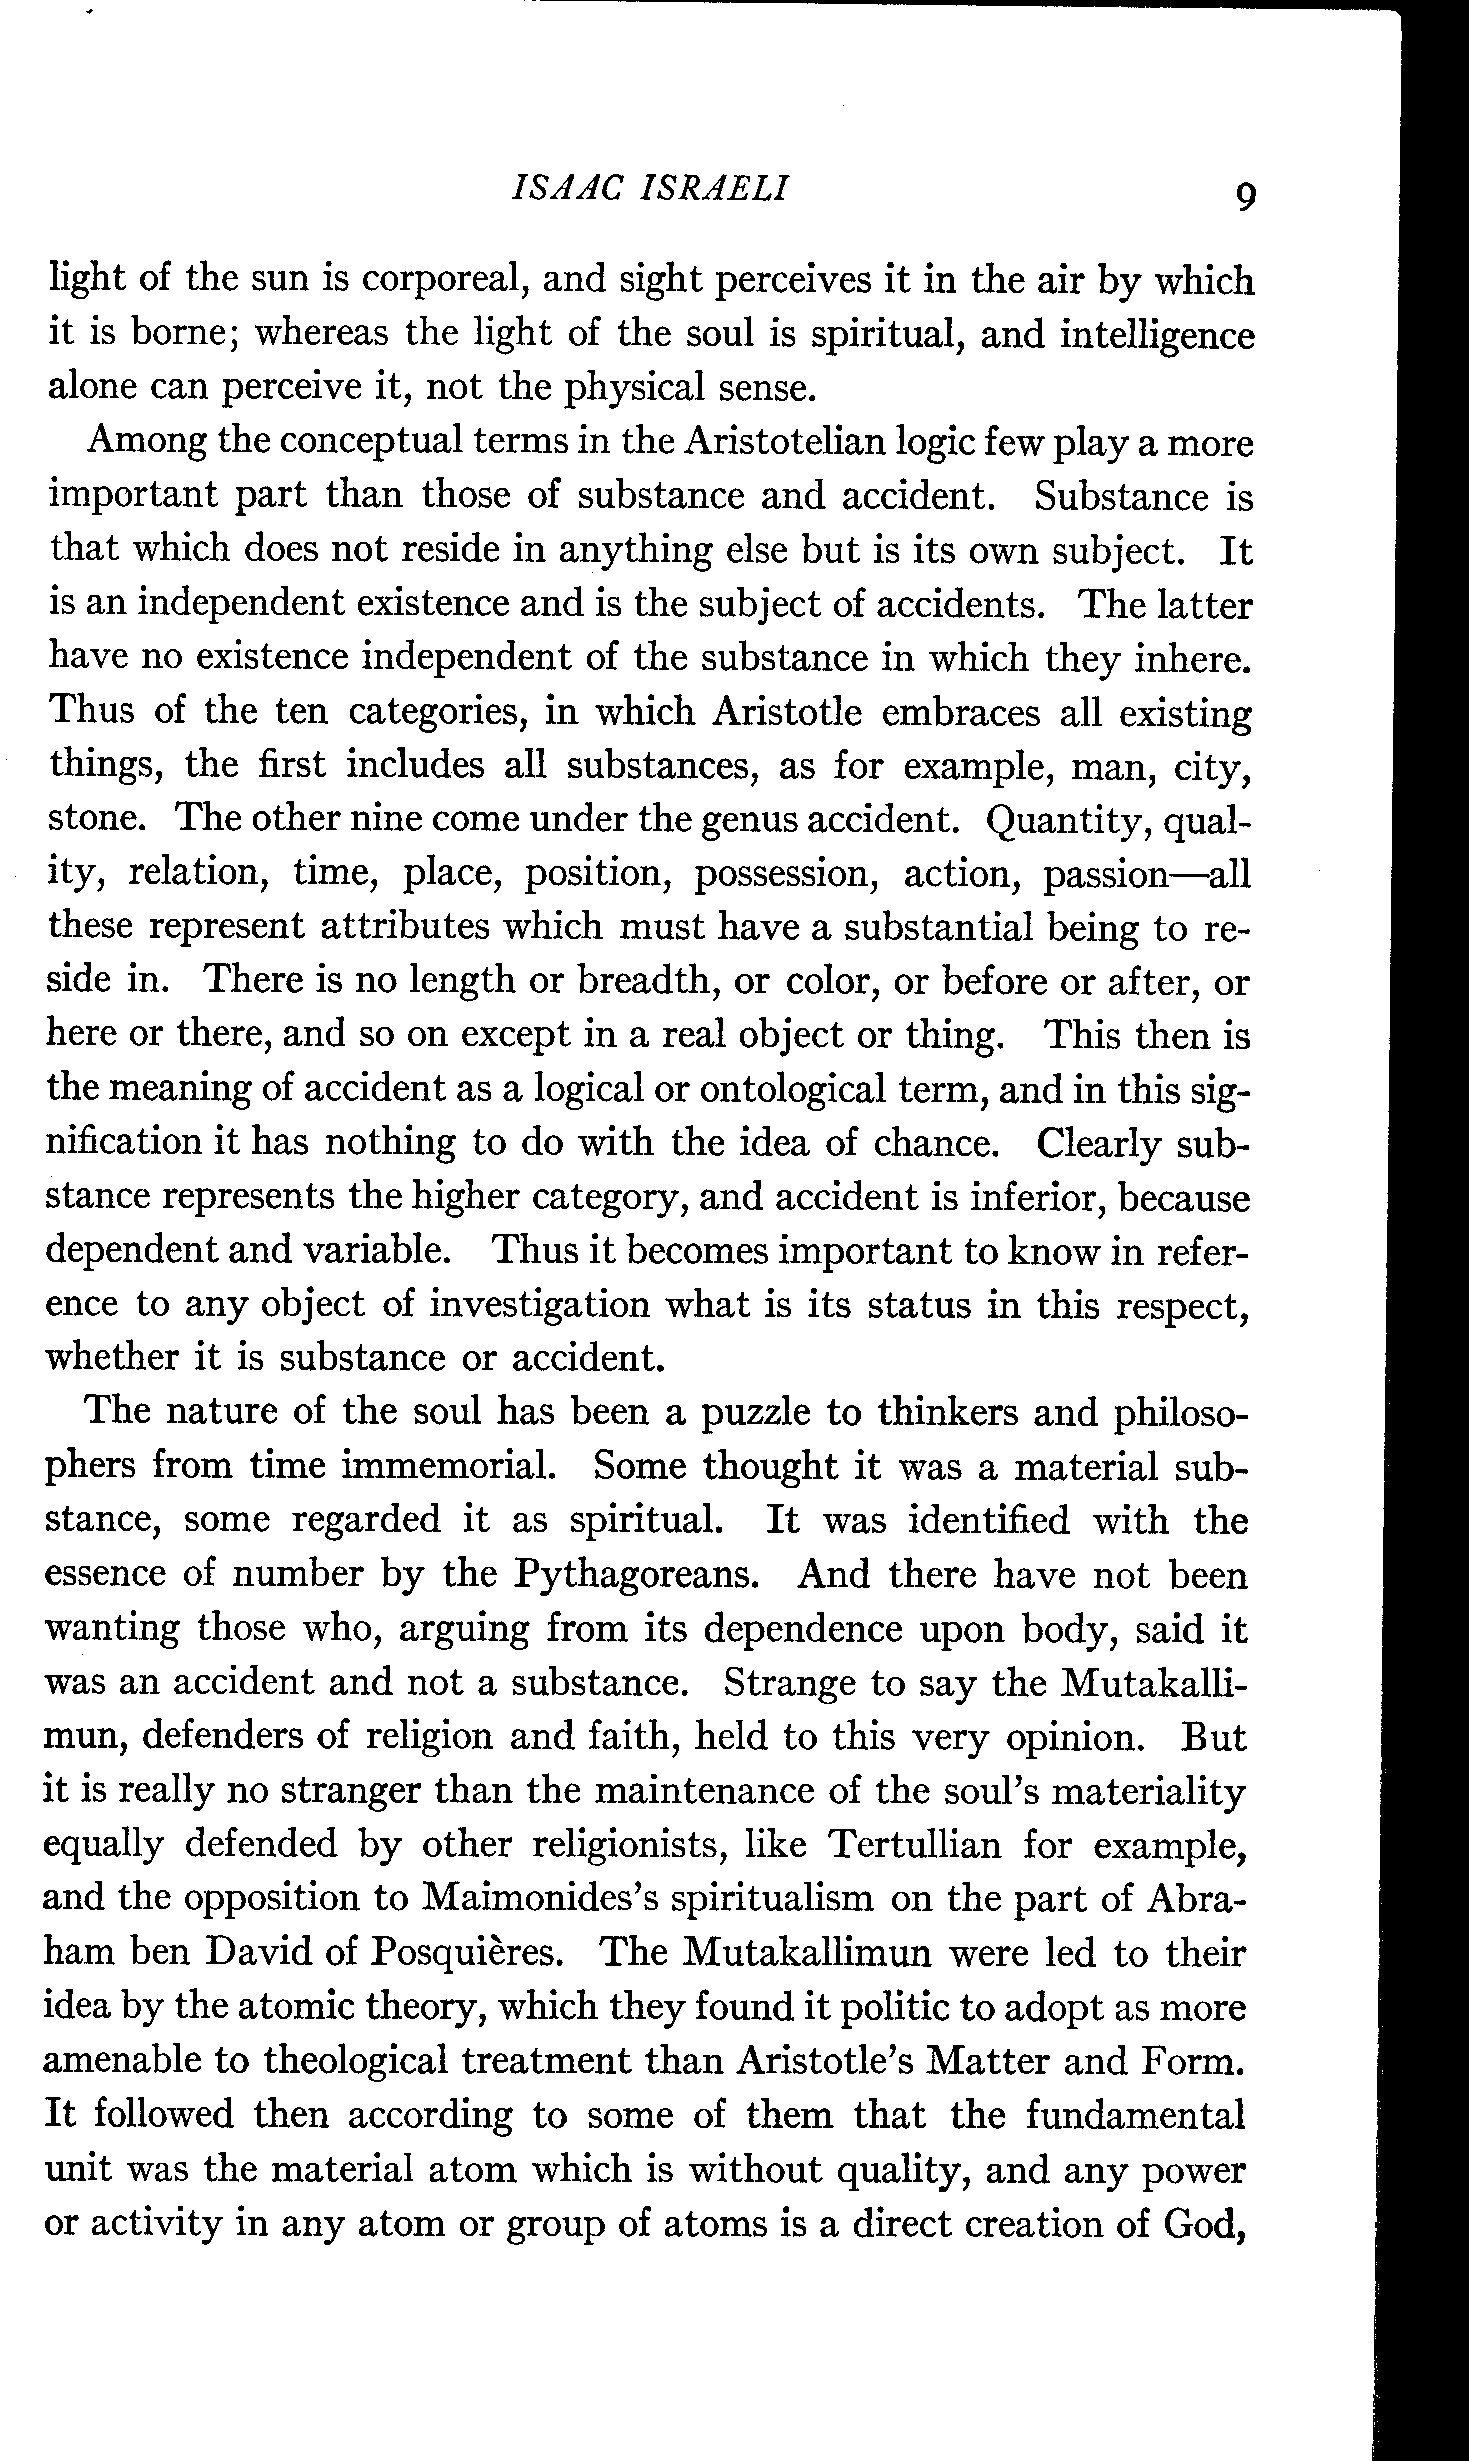 ISAAC ISRAELI 9
light of the sun is corporeal, and sight perceives it in the air by which
it is borne; whereas the light of the soul is spiritual, and intelligence
alone can perceive it, not the physical sense.
Among the conceptual terms in the Aristotelian logic few play a more
important part than those of substance and accident. Substance is
that which does not reside in anything else but is its own subject. It
is an independent existence and is the subject of accidents. The latter
have no existence independent of the substance in which they inhere.
Thus of the ten categories, in which Aristotle embraces all existing
things, the first includes all substances, as for example, man, city,
stone. The other nine come under the genus accident. Quantity, qual-
ity, relation, time, place, position, possession, action, passion—all
these represent attributes which must have a substantial being to re-
side in. There is no length or breadth, or color, or before or after, or
here or there, and so on except in a real object or thing. This then is
the meaning of accident as a logical or ontological term, and in this sig-
nification it has nothing to do with the idea of chance. Clearly sub-
stance represents the higher category, and accident is inferior, because
dependent and variable. Thus it becomes important to know in refer-
ence to any object of investigation what is its status in this respect,
whether it is substance or accident.
The nature of the soul has been a puzzle to thinkers and philoso-
phers from time immemorial. Some thought it was a material sub-
stance, some regarded it as spiritual. It was identified with the
essence of number by the Pythagoreans. And there have not been
wanting those who, arguing from its dependence upon body, said it
was an accident and not a substance. Strange to say the Mutakalli-
mun, defenders of religion and faith, held to this very opinion. But
it is really no stranger than the maintenance of the soul's materiality
equally defended by other religionists, like Tertullian for example,
and the opposition to Maimonides's spiritualism on the part of Abra-
ham ben David of Posquières. The Mutakallimun were led to their
idea by the atomic theory, which they found it politic to adopt as more
amenable to theological treatment than Aristotle's Matter and Form.
It followed then according to some of them that the fundamental
unit was the material atom which is without quality, and any power
or activity in any atom or group of atoms is a direct creation of God,